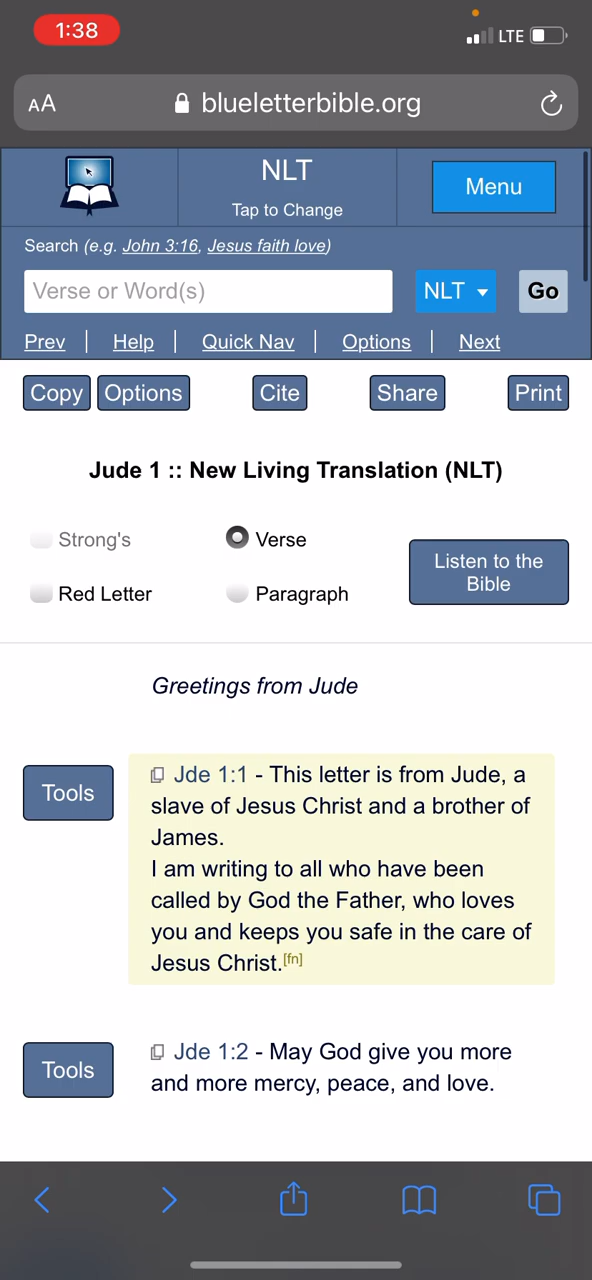 1:38
LTE
AA
blueletterbible.org
NLT
Tap to Change
Menu
Search (e.g. John 3:16, Jesus faith love)
Verse or Word(s)
NLT
Go
Prev | Help | Quick Nav | Options | Next
Copy Options Cite Share Print
Jude 1 :: New Living Translation (NLT)
Strong's
Verse
Listen to the
Bible
Red Letter
Paragraph
Greetings from Jude
Tools
Jde 1:1 - This letter is from Jude, a
slave of Jesus Christ and a brother of
James.
I am writing to all who have been
called by God the Father, who loves
you and keeps you safe in the care of
Jesus Christ.[fn]
Tools
Jde 1:2 - May God give you more
and more mercy, peace, and love.